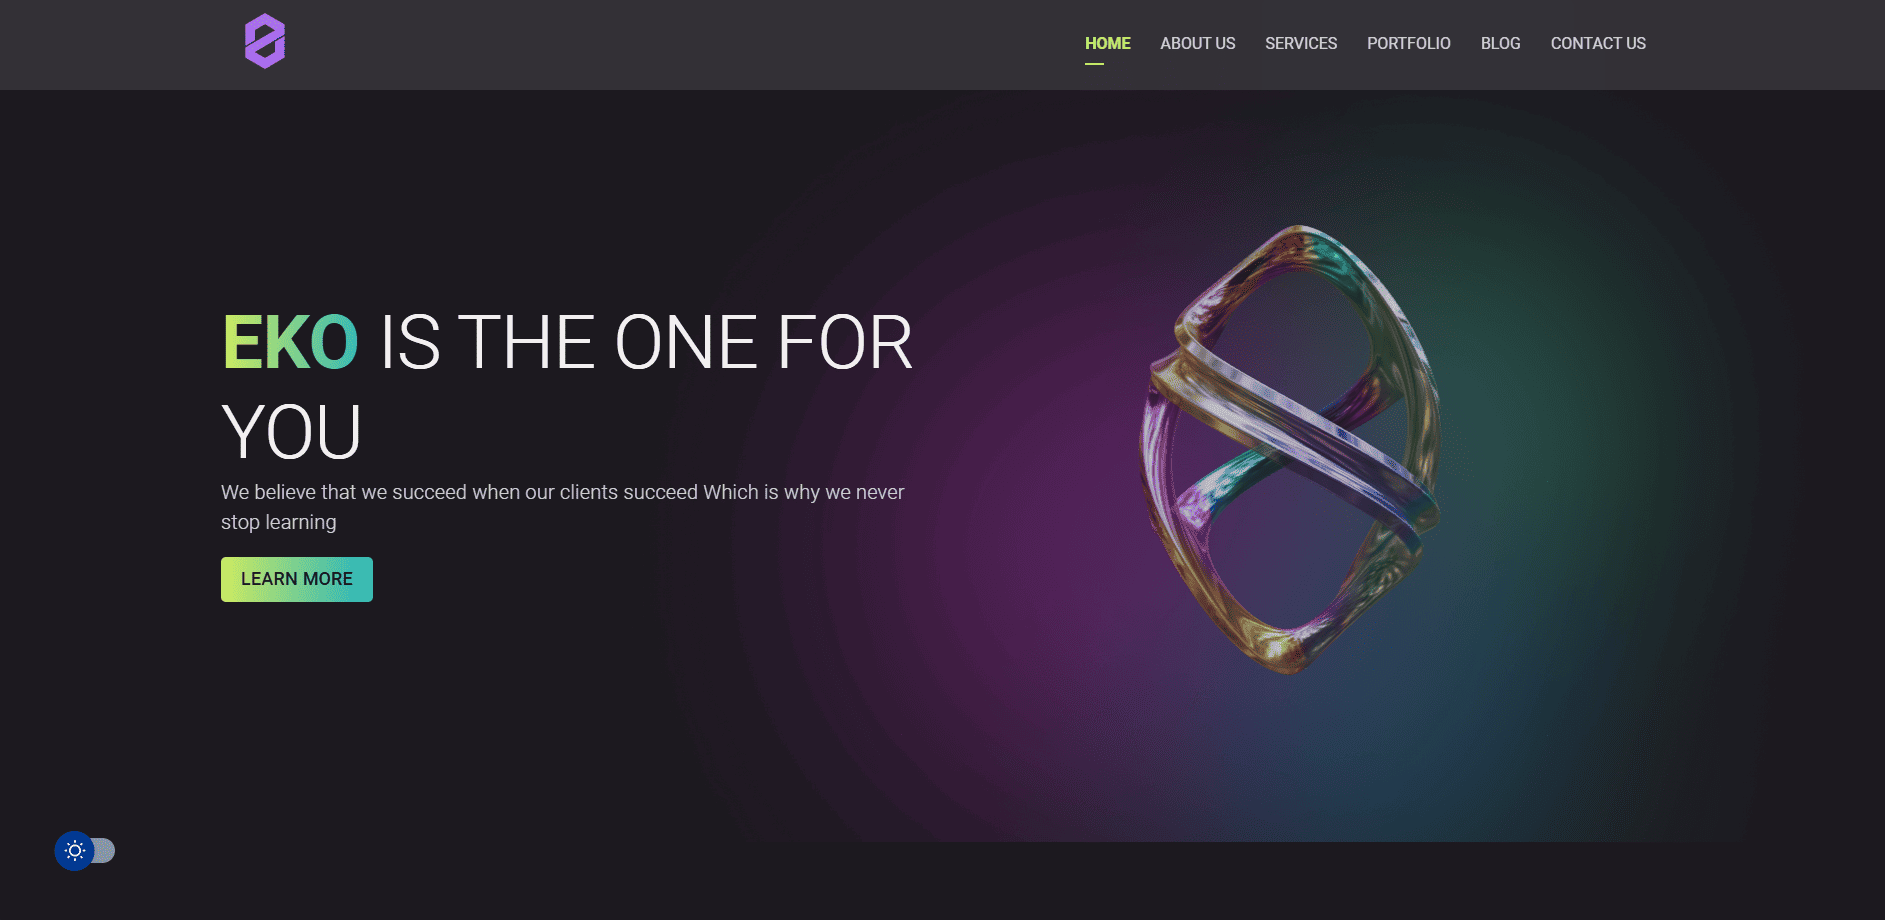 HOME ABOUT US SERVICES PORTFOLIO BLOG CONTACT US
EKO IS THE ONE FOR
YOU
We believe that we succeed when our clients succeed Which is why we never
stop learning
LEARN MORE